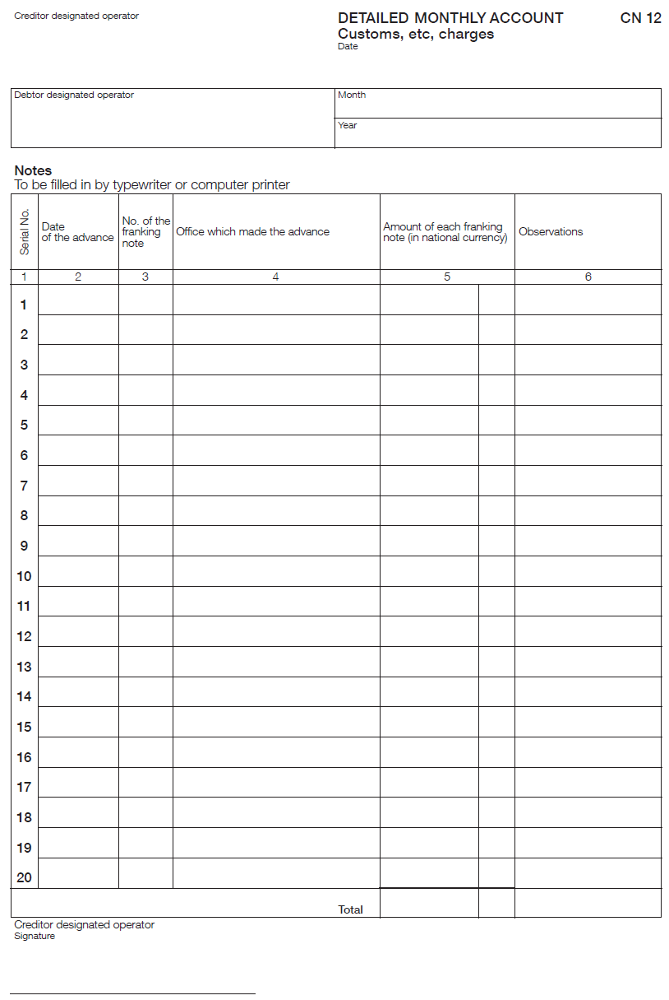 Creditor designated operator
DETAILED MONTHLY ACCOUNT
CN 12
Customs, etc, charges
Date
Debtor designated operator
Month
Year
Notes
To be filled in by typewriter or computer printer
Serial No.
Date
of the advance
No. of the
franking
note
Office which made the advance
Amount of each franking
note (in national currency)
Observations
1 2 3 4 5 6
1
2
3
4
5
6
7
8
9
10
11
12
13
14
15
16
17
18
19
20
Total
Creditor designated operator
Signature